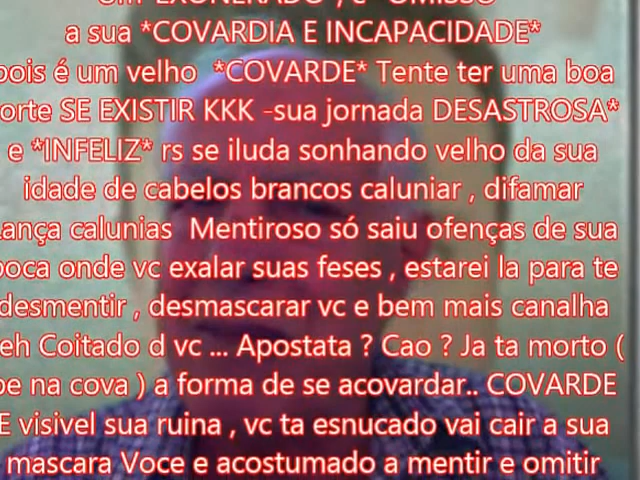 a sua *COVARDIA E INCAPACIDADE*
pois é um velho *COVARDE* Tente ter uma boa
orte SE EXISTIR KKK -sua jornada DESASTROSA*
e *INFELIZ* rs se iluda sonhando velho da sua
idade de cabelos brancos caluniar , difamar
lança calunias Mentiroso só saiu ofenças de sua
boca onde vc exalar suas feses , estarei la para te
desmentir , desmascarar vc e bem mais canalha
eh Coitado d vc ... Apostata ? Cao ? Ja ta morto (
pe na cova ) a forma de se acovardar.. COVARDE
E visivel sua ruina , vc ta esnucado vai cair a sua
mascara Voce e acostumado a mentir e omitir